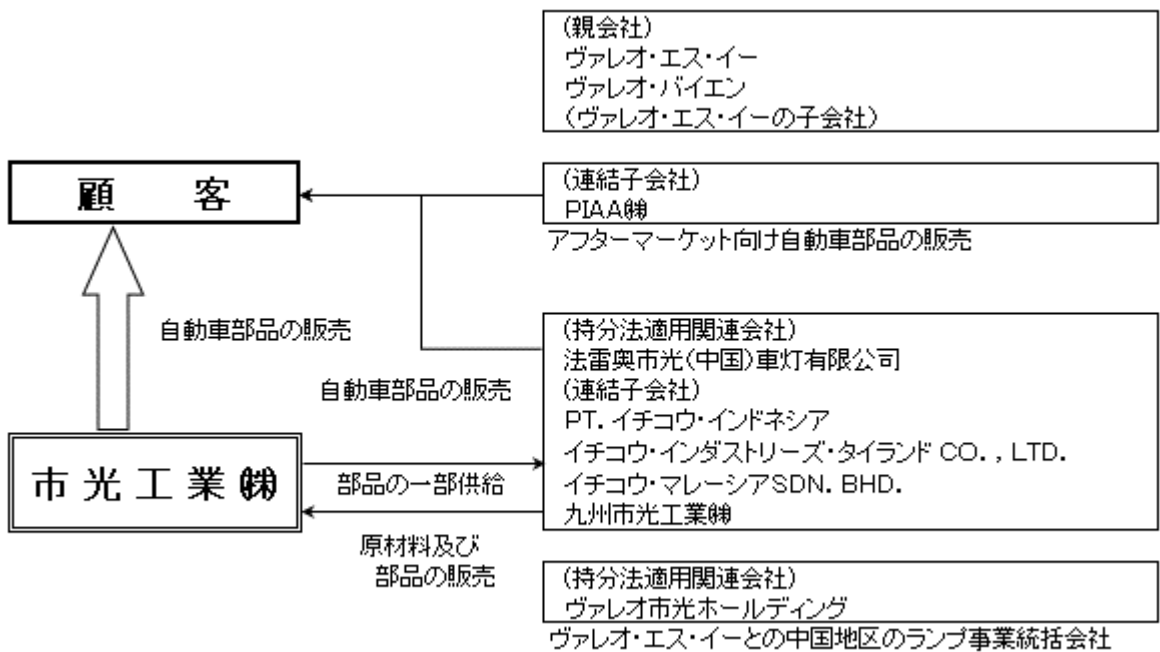 (親会社)
ヴァレオ・エス・イー
ヴァレオ・バイエン
(ヴァレオ・エス・イーの子会社)
顧 客
(連結子会社)
PIAA㈱
アフターマーケット向け自動車部品の販売
自動車部品の販売
(持分法適用関連会社)
法雷奥市光(中国)車灯有限公司
(連結子会社)
PT. イチコウ・インドネシア
イチコウ・インダストリーズ・タイランド CO. , LTD.
イチコウ・マレーシアSDN. BHD.
九州市光工業㈱
自動車部品の販売
市光工業㈱
部品の一部供給
原材料及び
部品の販売
(持分法適用関連会社)
ヴァレオ市光ホールディング
ヴァレオ・エス・イーとの中国地区のランプ事業統括会社